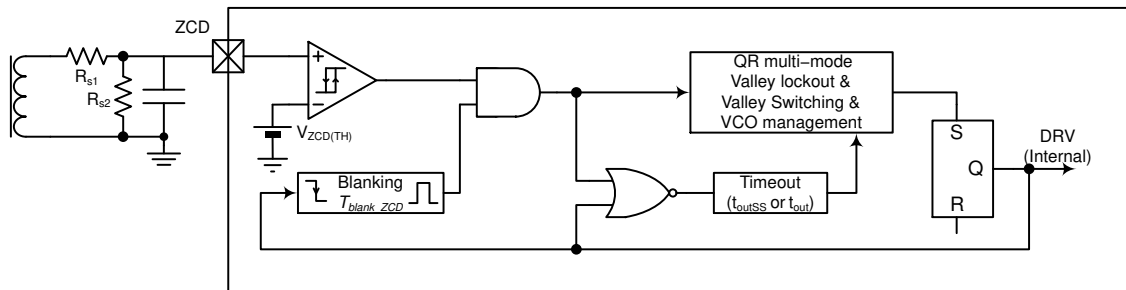 ZCD
R_s1
R_s2
+
−
V_ZCD(TH)
Blanking
T_blank_ZCD
QR multi−mode
Valley lockout &
Valley Switching &
VCO management
Timeout
(t_outSS or t_out)
S
Q
R
DRV
(Internal)